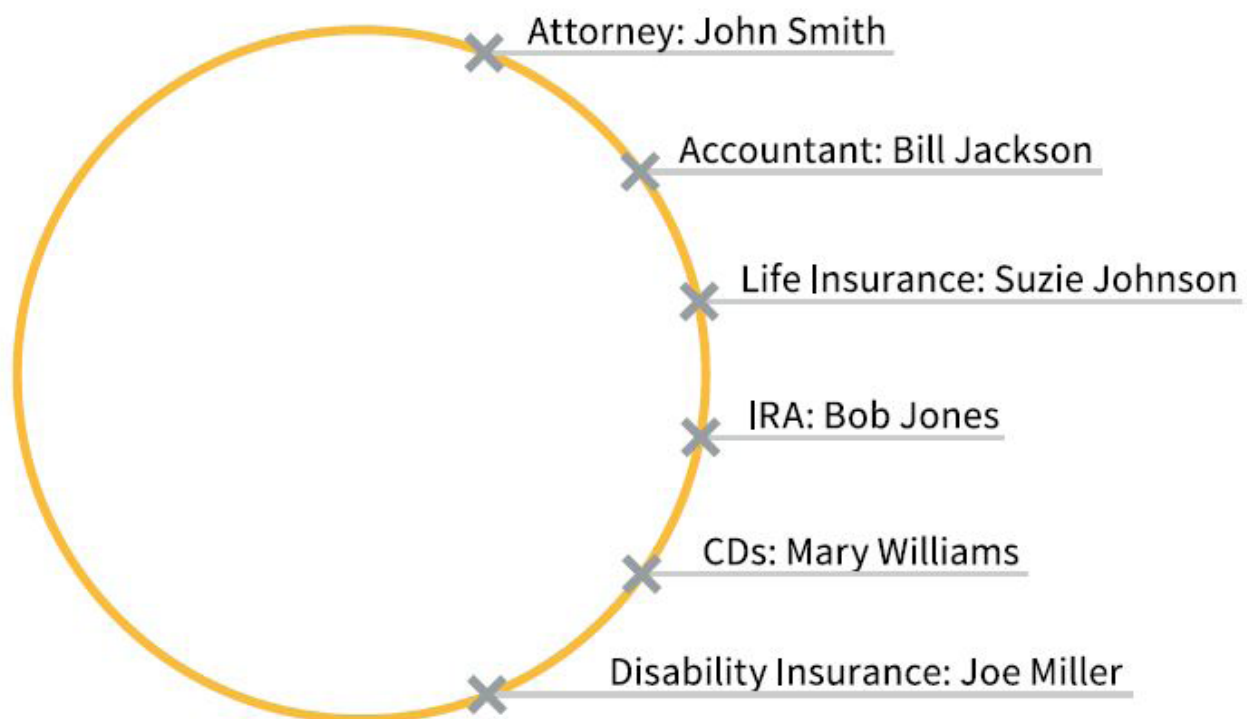 Attorney: John Smith
Accountant: Bill Jackson
Life Insurance: Suzie Johnson
IRA: Bob Jones
CDs: Mary Williams
Disability Insurance: Joe Miller